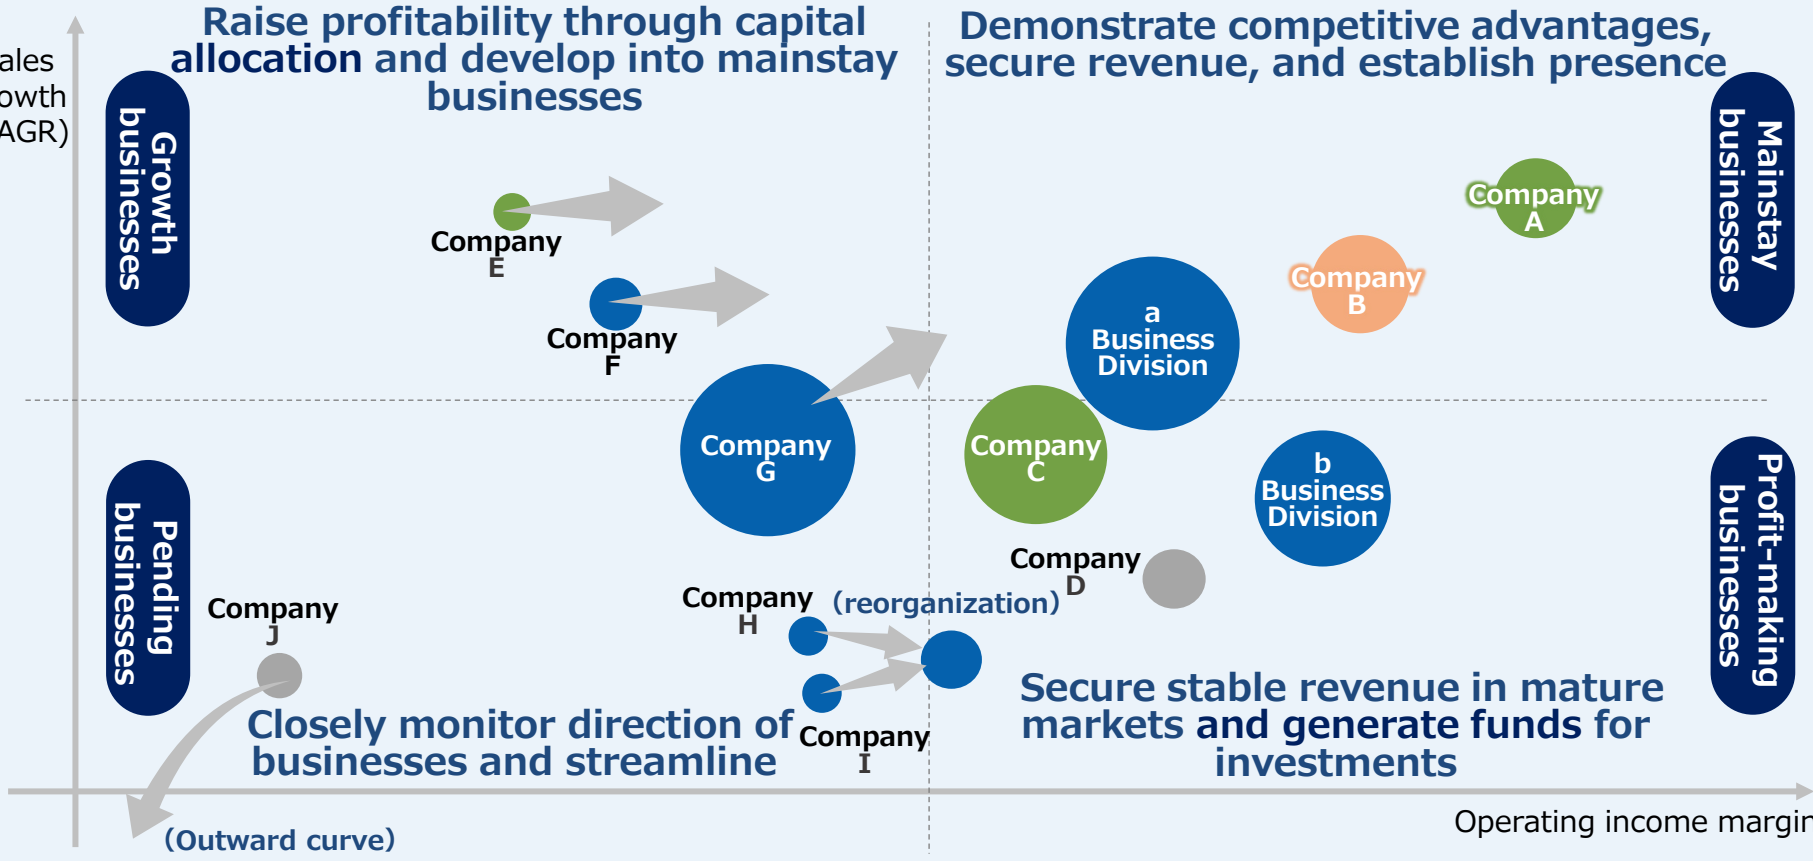 Raise profitability through capital
allocation and develop into mainstay
businesses
Demonstrate competitive advantages,
secure revenue, and establish presence
ales
owth
AGR)
Growth
businesses
Mainstay
businesses
Company
E
Company
F
Company
A
Company
B
a
Business
Division
Company
G
Company
C
b
Business
Division
Pending
businesses
Profit-making
businesses
Company
D
Company
J
Company
H
(reorganization)
Company
I
Closely monitor direction of
businesses and streamline
Secure stable revenue in mature
markets and generate funds for
investments
Operating income margin
(Outward curve)